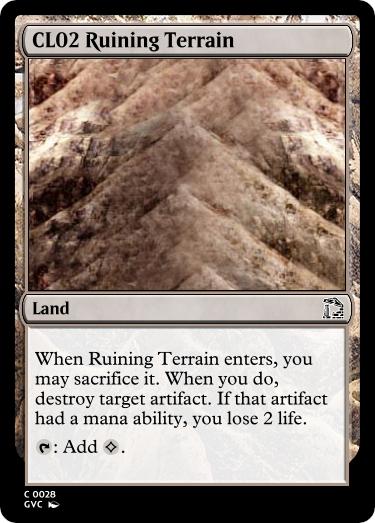 CL02 Ruining Terrain
Land
When Ruining Terrain enters, you
may sacrifice it. When you do,
destroy target artifact. If that artifact
had a mana ability, you lose 2 life.
: Add .
C 0028
GVC